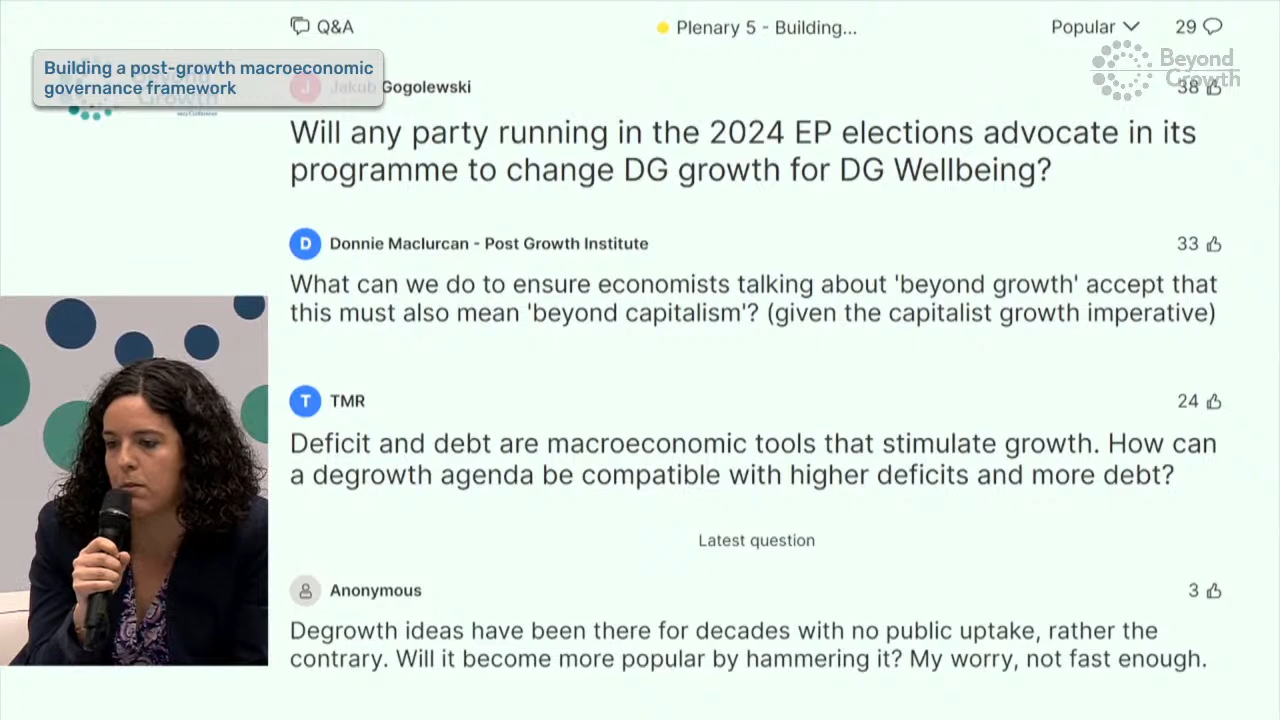 Q&A
Plenary 5 - Building...
Popular
29
Building a post-growth macroeconomic
governance framework
Beyond
Growth
Jakub Gogolewski
38
Will any party running in the 2024 EP elections advocate in its
programme to change DG growth for DG Wellbeing?
D
Donnie Maclurcan - Post Growth Institute
33
What can we do to ensure economists talking about 'beyond growth' accept that
this must also mean 'beyond capitalism'? (given the capitalist growth imperative)
T
TMR
24
Deficit and debt are macroeconomic tools that stimulate growth. How can
a degrowth agenda be compatible with higher deficits and more debt?
Latest question
Anonymous
3
Degrowth ideas have been there for decades with no public uptake, rather the
contrary. Will it become more popular by hammering it? My worry, not fast enough.